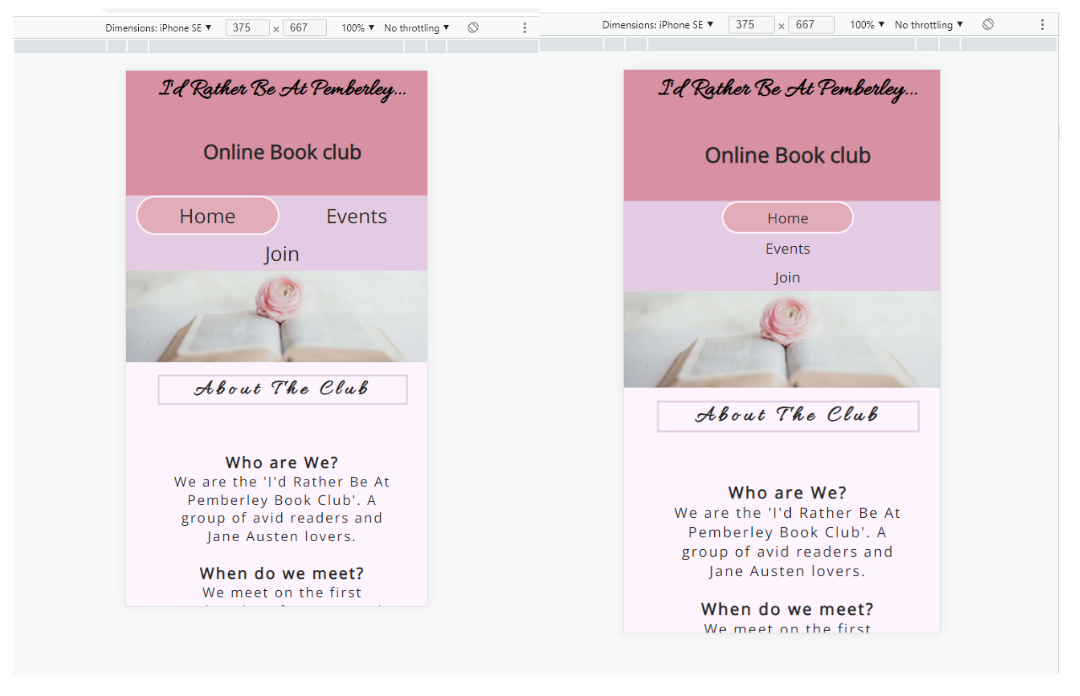 Dimensions: iPhone SE ▼ 375 x 667 100% ▼ No throttling ▼
I'd Rather Be At Pemberley...
Online Book club
Home Events
Join
About The Club
Who are We?
We are the 'I'd Rather Be At
Pemberley Book Club'. A
group of avid readers and
Jane Austen lovers.
When do we meet?
We meet on the first
Dimensions: iPhone SE ▼ 375 x 667 100% ▼ No throttling ▼
I'd Rather Be At Pemberley...
Online Book club
Home
Events
Join
About The Club
Who are We?
We are the 'I'd Rather Be At
Pemberley Book Club'. A
group of avid readers and
Jane Austen lovers.
When do we meet?
We meet on the first